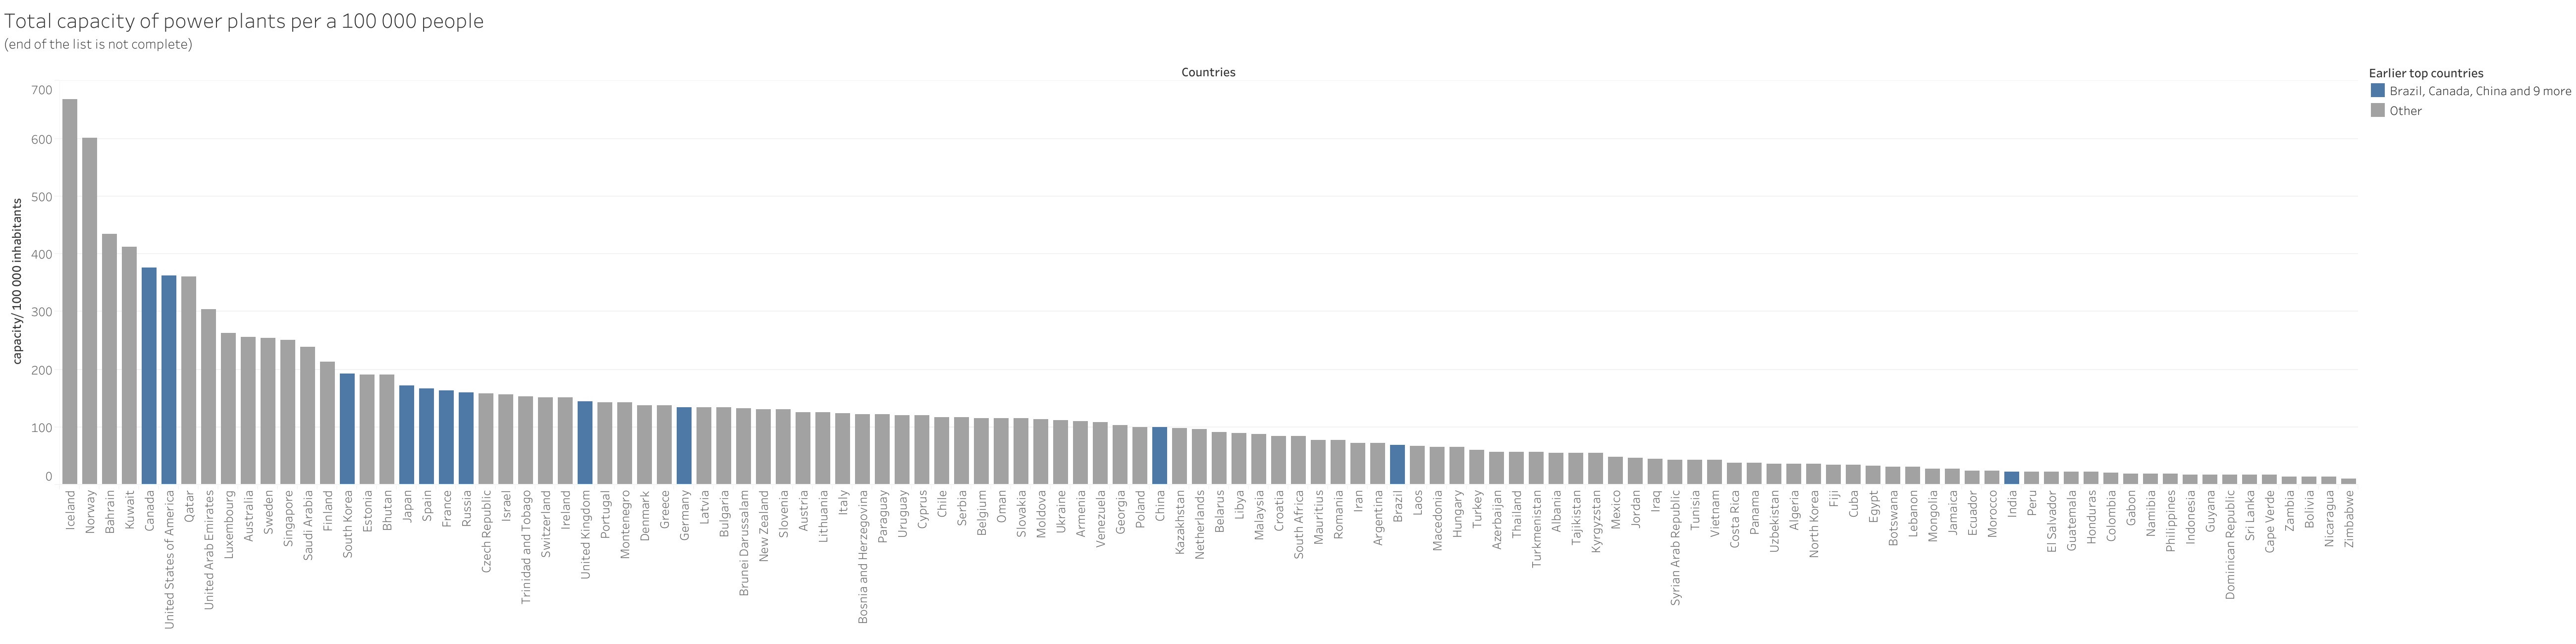 Total capacity of power plants per a 100 000 people
(end of the list is not complete)
Countries
Earlier top countries
Brazil, Canada, China and 9 more
Other
capacity/ 100 000 inhabitants
700
600
500
400
300
200
100
0
Iceland
Norway
Bahrain
Kuwait
Canada
United States of America
Qatar
United Arab Emirates
Luxembourg
Australia
Sweden
Singapore
Saudi Arabia
Finland
South Korea
Estonia
Bhutan
Japan
Spain
France
Russia
Czech Republic
Israel
Trinidad and Tobago
Switzerland
Ireland
United Kingdom
Portugal
Montenegro
Denmark
Greece
Germany
Latvia
Bulgaria
Brunei Darussalam
New Zealand
Slovenia
Austria
Lithuania
Italy
Bosnia and Herzegovina
Paraguay
Uruguay
Cyprus
Chile
Serbia
Belgium
Oman
Slovakia
Moldova
Ukraine
Armenia
Venezuela
Georgia
Poland
China
Kazakhstan
Netherlands
Belarus
Libya
Malaysia
Croatia
South Africa
Mauritius
Romania
Iran
Argentina
Brazil
Laos
Macedonia
Hungary
Turkey
Azerbaijan
Thailand
Turkmenistan
Albania
Tajikistan
Kyrgyzstan
Mexico
Jordan
Iraq
Syrian Arab Republic
Tunisia
Vietnam
Costa Rica
Panama
Uzbekistan
Algeria
North Korea
Fiji
Cuba
Egypt
Botswana
Lebanon
Mongolia
Jamaica
Ecuador
Morocco
India
Peru
El Salvador
Guatemala
Honduras
Colombia
Gabon
Namibia
Philippines
Indonesia
Guyana
Dominican Republic
Sri Lanka
Cape Verde
Zambia
Bolivia
Nicaragua
Zimbabwe